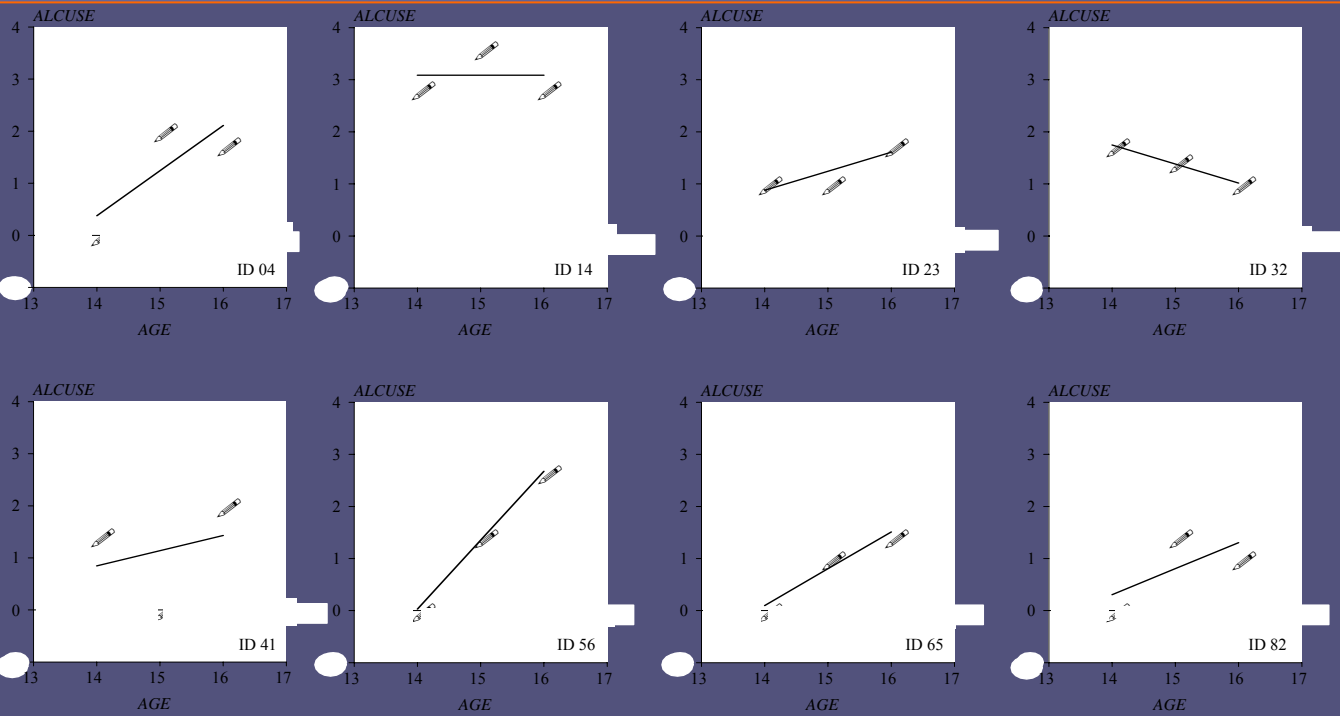 ALCUSE ALCUSE ALCUSE ALCUSE
4 4 4 4
3 3 3 3
2 2 2 2
1 1 1 1
0 0 0 0
ID 04 ID 14 ID 23 ID 32
13 14 15 16 17 13 14 15 16 17 13 14 15 16 17 13 14 15 16 17
AGE AGE AGE AGE
ALCUSE ALCUSE ALCUSE ALCUSE
4 4 4 4
3 3 3 3
2 2 2 2
1 1 1 1
0 0 0 0
ID 41 ID 56 ID 65 ID 82
13 14 15 16 17 13 14 15 16 17 13 14 15 16 17 13 14 15 16 17
AGE AGE AGE AGE